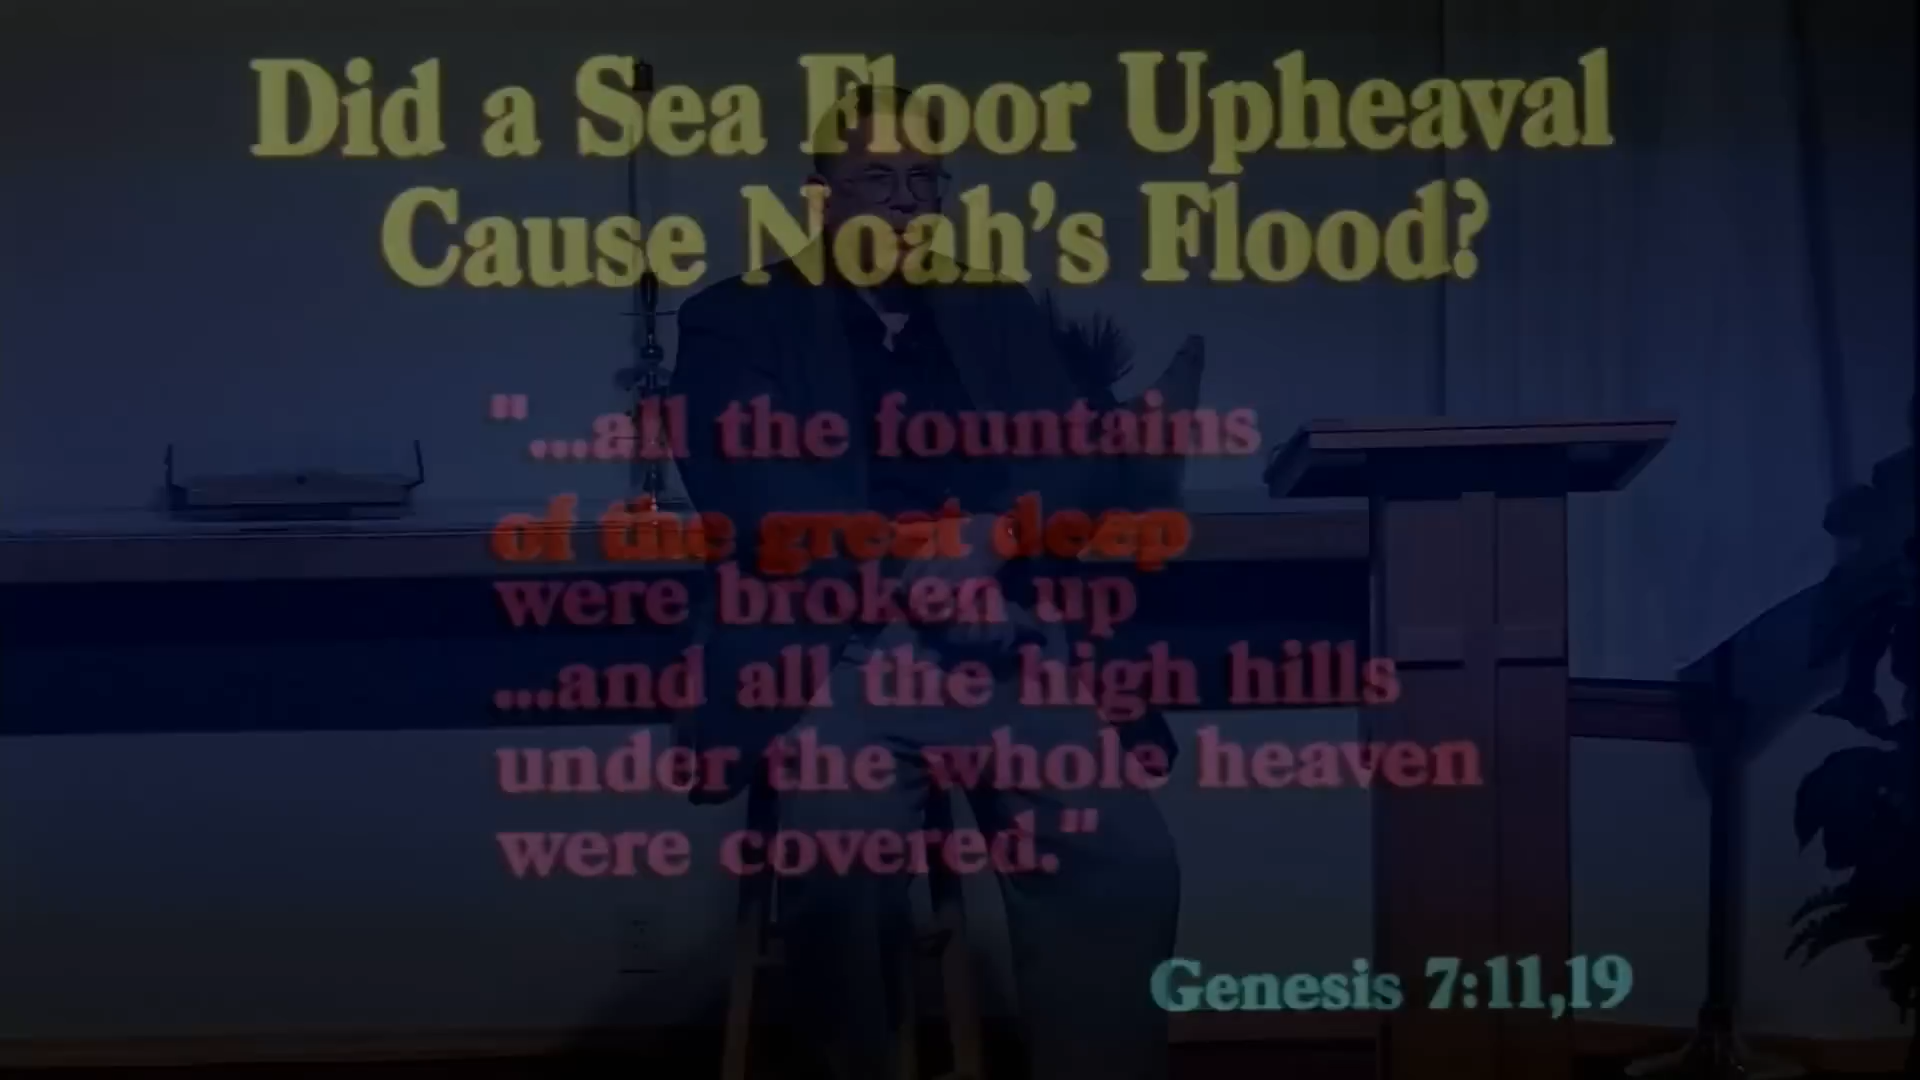 Did a Sea Floor Upheaval
Cause Noah's Flood?
"...all the fountains
of the great deep
were broken up
...and all the high hills
under the whole heaven
were covered."
Genesis 7:11,19